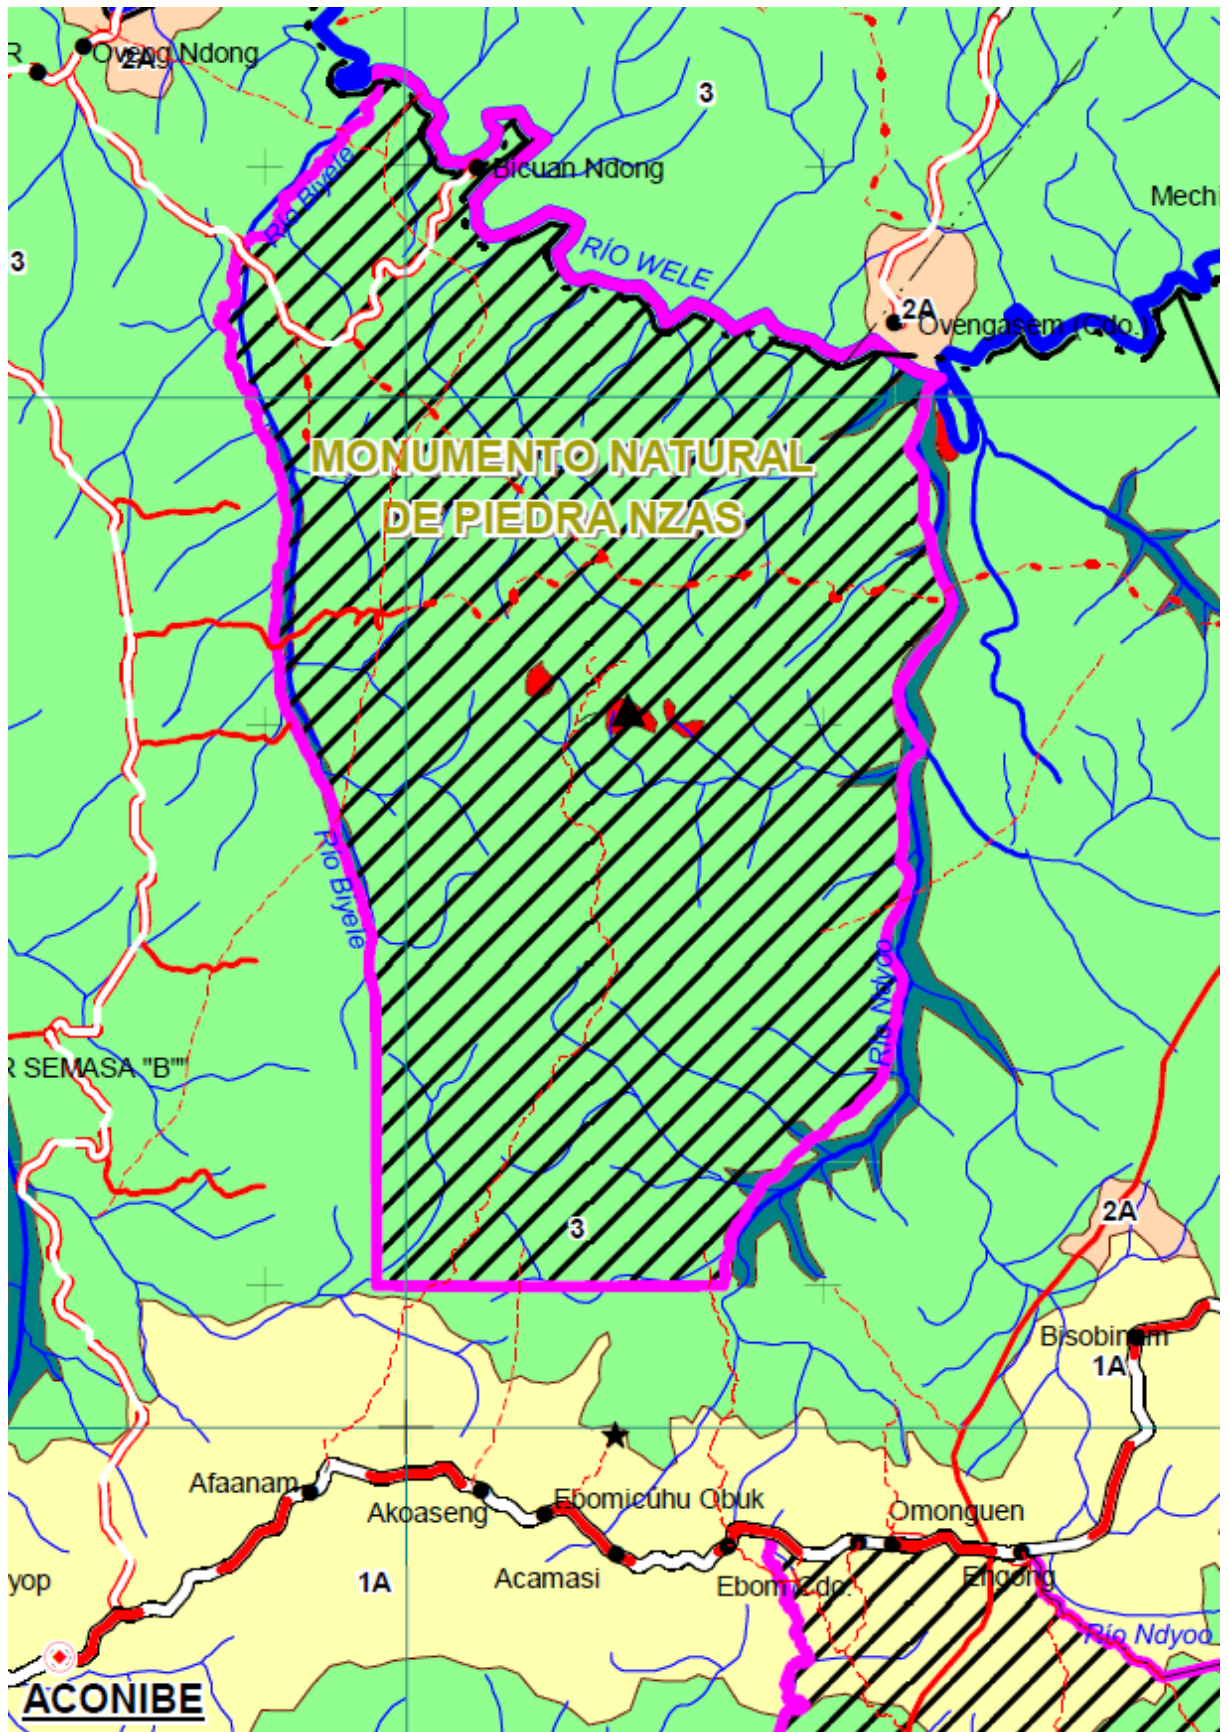 R
Oveng Ndong
2A
3
Bicuan Ndong
Mechi
Río Biyele
RÍO WELE
3
2A
Ovengasem (Cdo.
MONUMENTO NATURAL
DE PIEDRA NZAS
Río Biyele
Río Ndyoo
R SEMASA "B""
3
2A
Bisobinam
1A
Afaanam
Akoaseng
Ebomicuhu Obuk
Omonguen
Acamasi
Ebom Cdo.
Engong
yop
1A
Río Ndyoo
ACONIBE